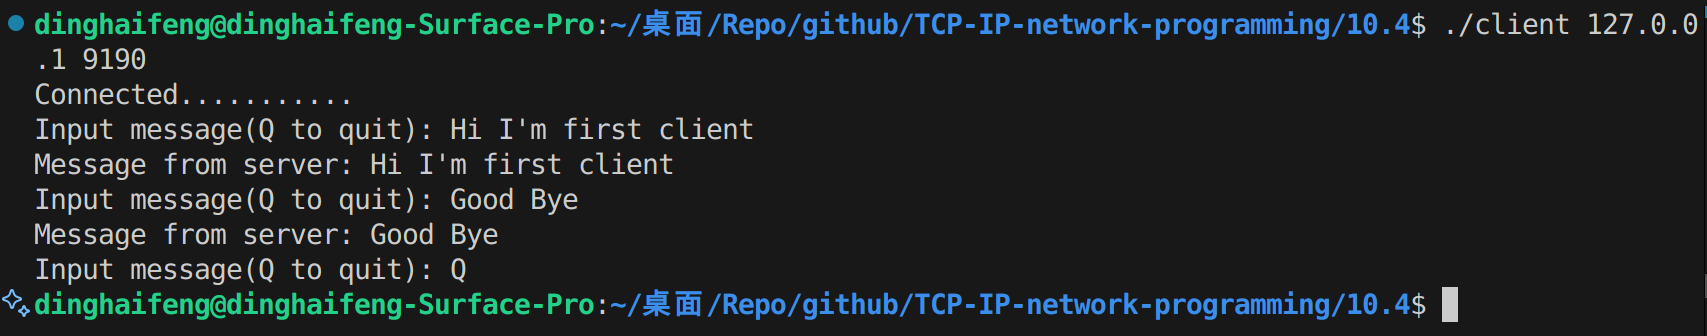 dinghaifeng@dinghaifeng-Surface-Pro:~/桌面/Repo/github/TCP-IP-network-programming/10.4$ ./client 127.0.0
.1 9190
Connected...........
Input message(Q to quit): Hi I'm first client
Message from server: Hi I'm first client
Input message(Q to quit): Good Bye
Message from server: Good Bye
Input message(Q to quit): Q
dinghaifeng@dinghaifeng-Surface-Pro:~/桌面/Repo/github/TCP-IP-network-programming/10.4$